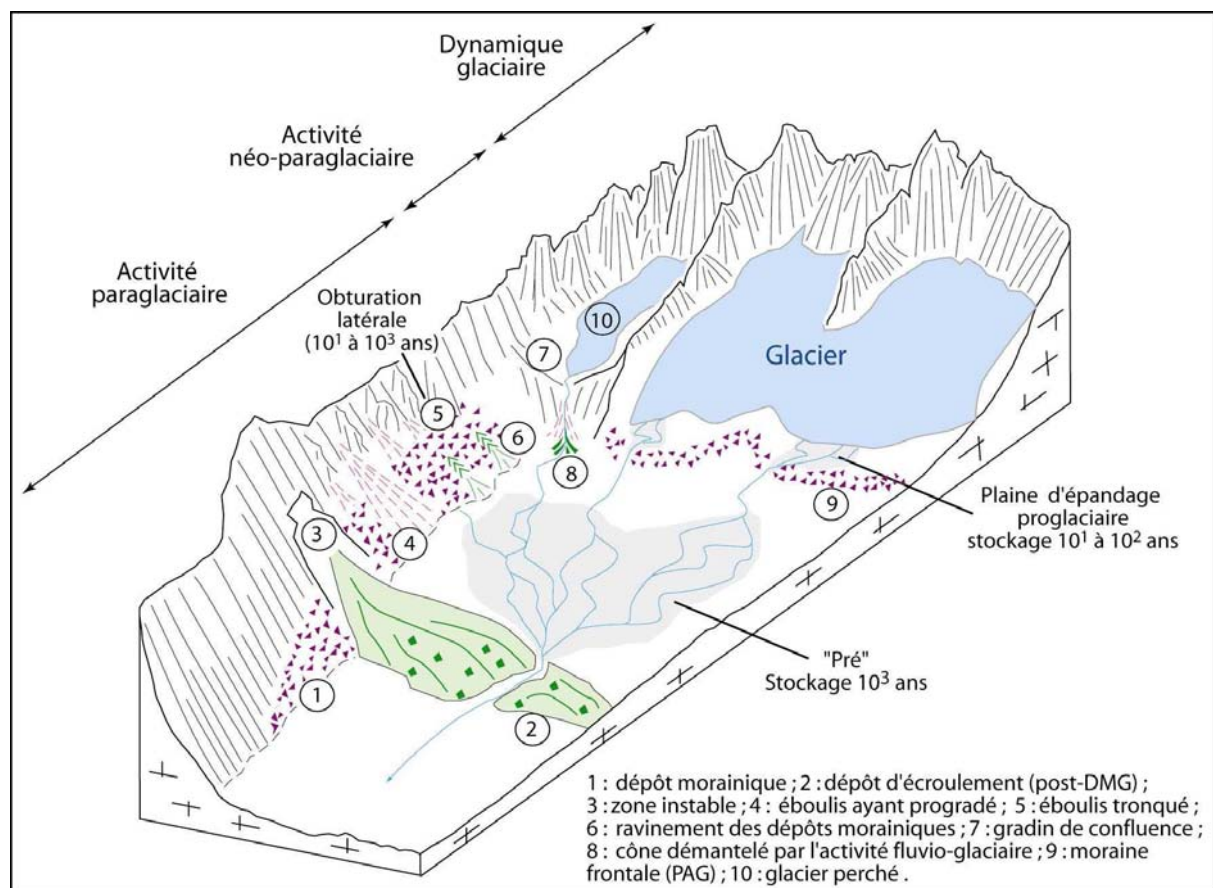 Dynamique
glaciaire
Activité
néo-paraglaciaire
Activité
paraglaciaire
Obturation
latérale
(10¹ à 10³ ans)
10
7
Glacier
5
6
8
9
Plaine d'épandage
proglaciaire
stockage 10¹ à 10² ans
3
4
"Pré"
Stockage 10³ ans
1
2
1 : dépôt morainique ; 2 : dépôt d'écroulement (post-DMG) ;
3 : zone instable ; 4 : éboulis ayant progradé ; 5 : éboulis tronqué ;
6 : ravinement des dépôts morainiques ; 7 : gradin de confluence ;
8 : cône démantelé par l'activité fluvio-glaciaire ; 9 : moraine
frontale (PAG) ; 10 : glacier perché .